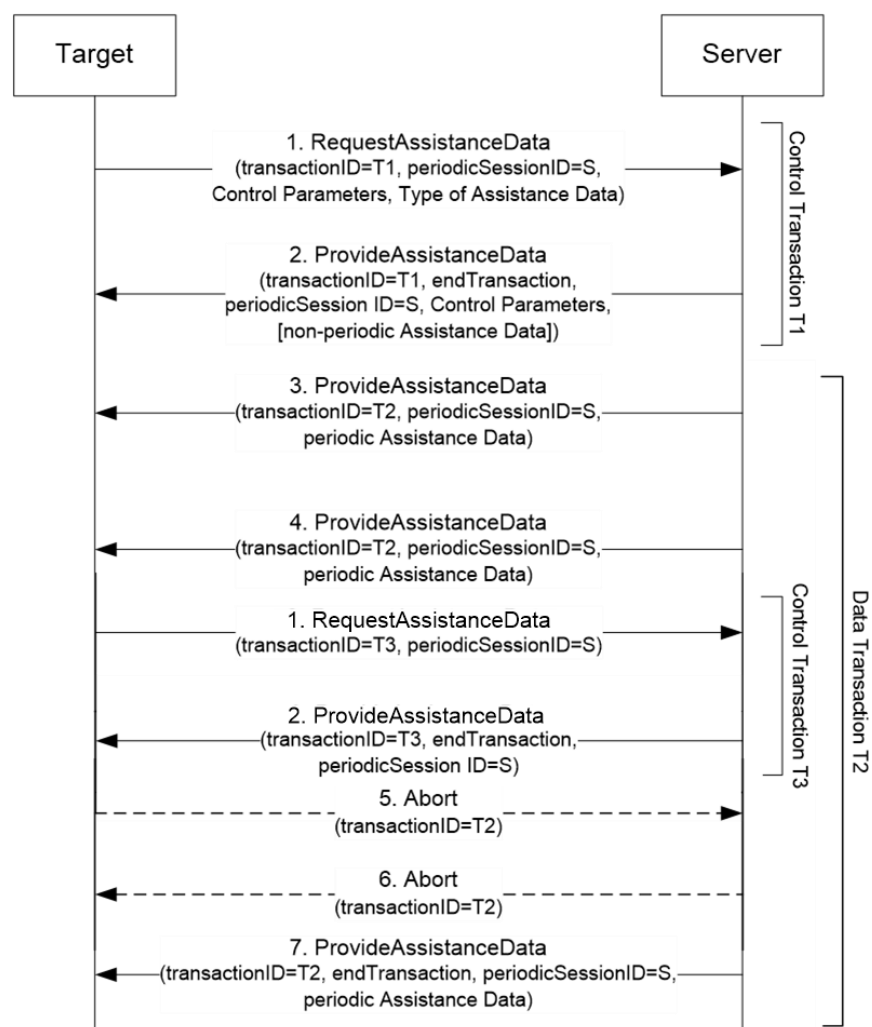 Target
Server
1. RequestAssistanceData
(transactionID=T1, periodicSessionID=S,
Control Parameters, Type of Assistance Data)
Control Transaction T1
2. ProvideAssistanceData
(transactionID=T1, endTransaction,
periodicSession ID=S, Control Parameters,
[non-periodic Assistance Data])
3. ProvideAssistanceData
(transactionID=T2, periodicSessionID=S,
periodic Assistance Data)
4. ProvideAssistanceData
(transactionID=T2, periodicSessionID=S,
periodic Assistance Data)
Data Transaction T2
1. RequestAssistanceData
(transactionID=T3, periodicSessionID=S)
Control Transaction T3
2. ProvideAssistanceData
(transactionID=T3, endTransaction,
periodicSession ID=S)
5. Abort
(transactionID=T2)
6. Abort
(transactionID=T2)
7. ProvideAssistanceData
(transactionID=T2, endTransaction, periodicSessionID=S,
periodic Assistance Data)